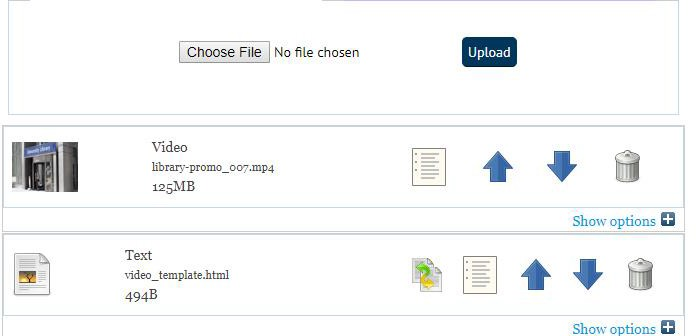 Choose File No file chosen Upload
Video
library-promo_007.mp4
125MB
Show options
Text
video_template.html
494B
Show options